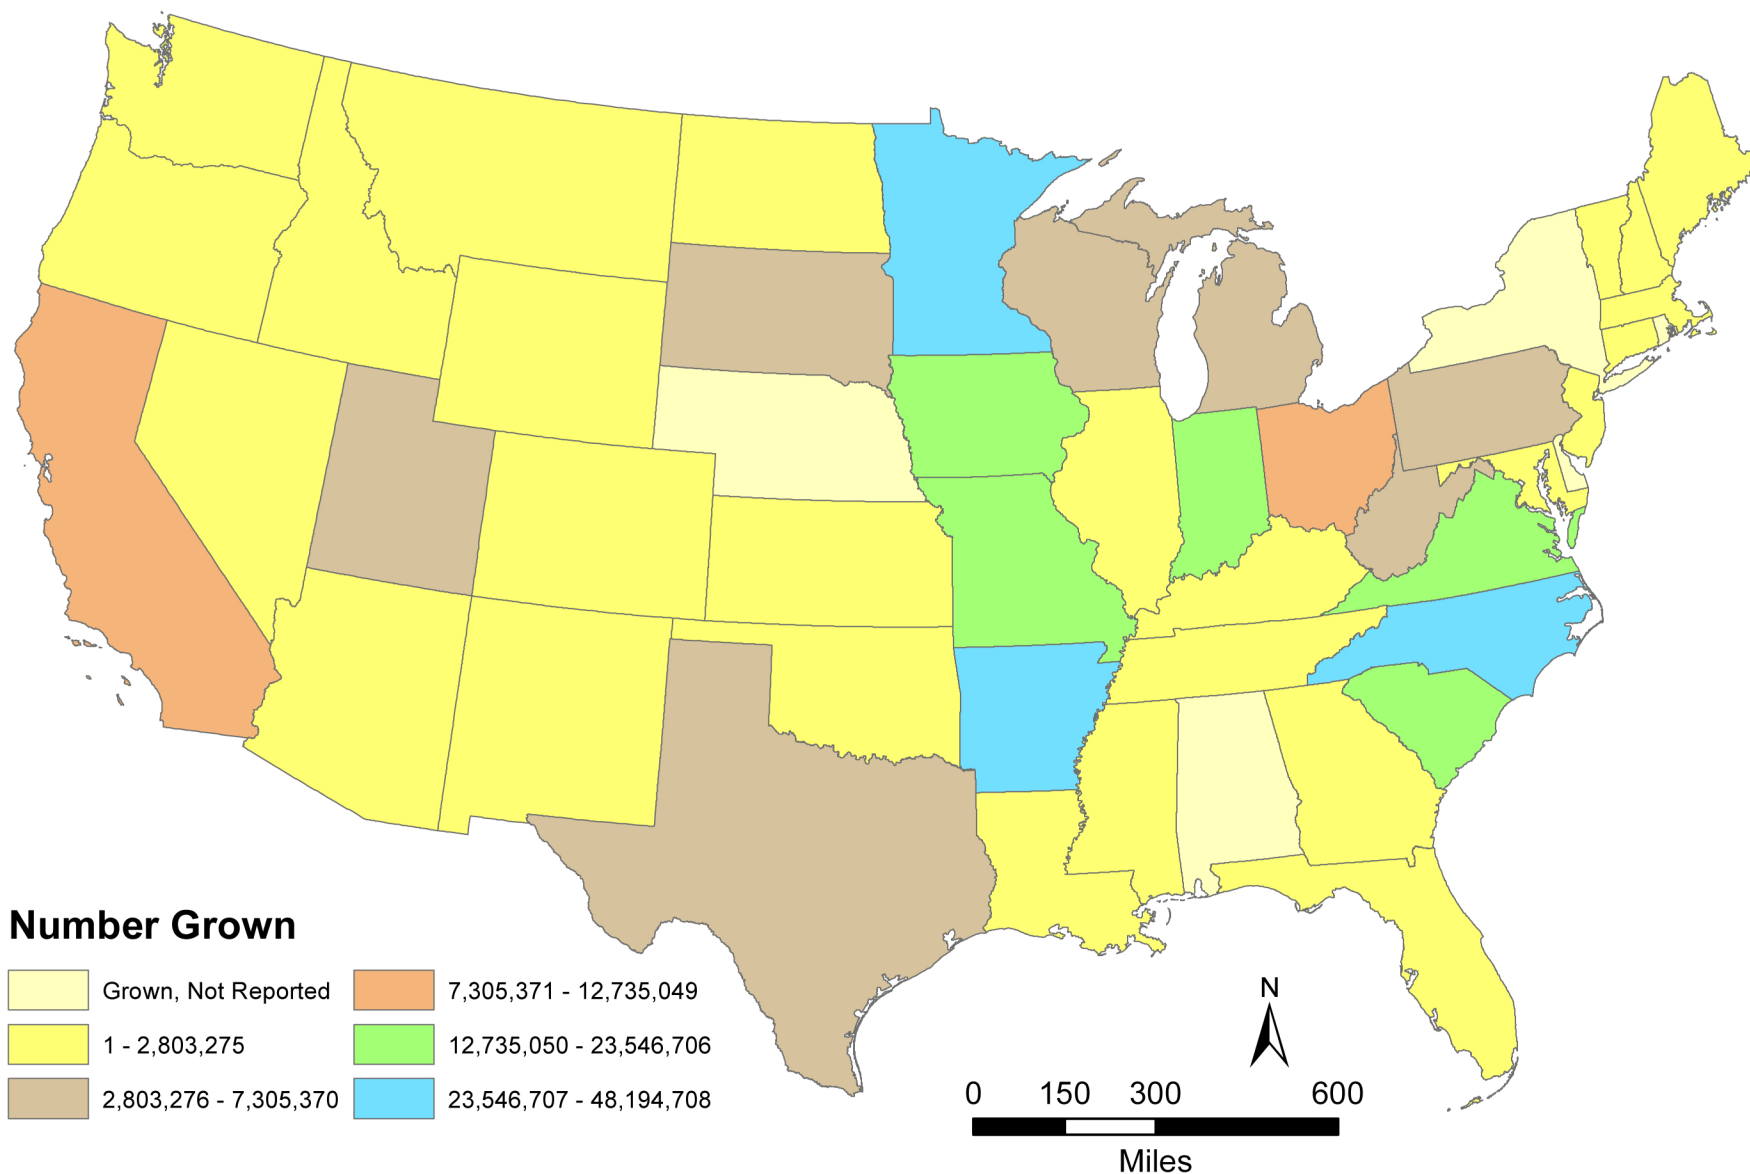 Number Grown
Grown, Not Reported
1 - 2,803,275
2,803,276 - 7,305,370
7,305,371 - 12,735,049
12,735,050 - 23,546,706
23,546,707 - 48,194,708
N
0 150 300 600
Miles